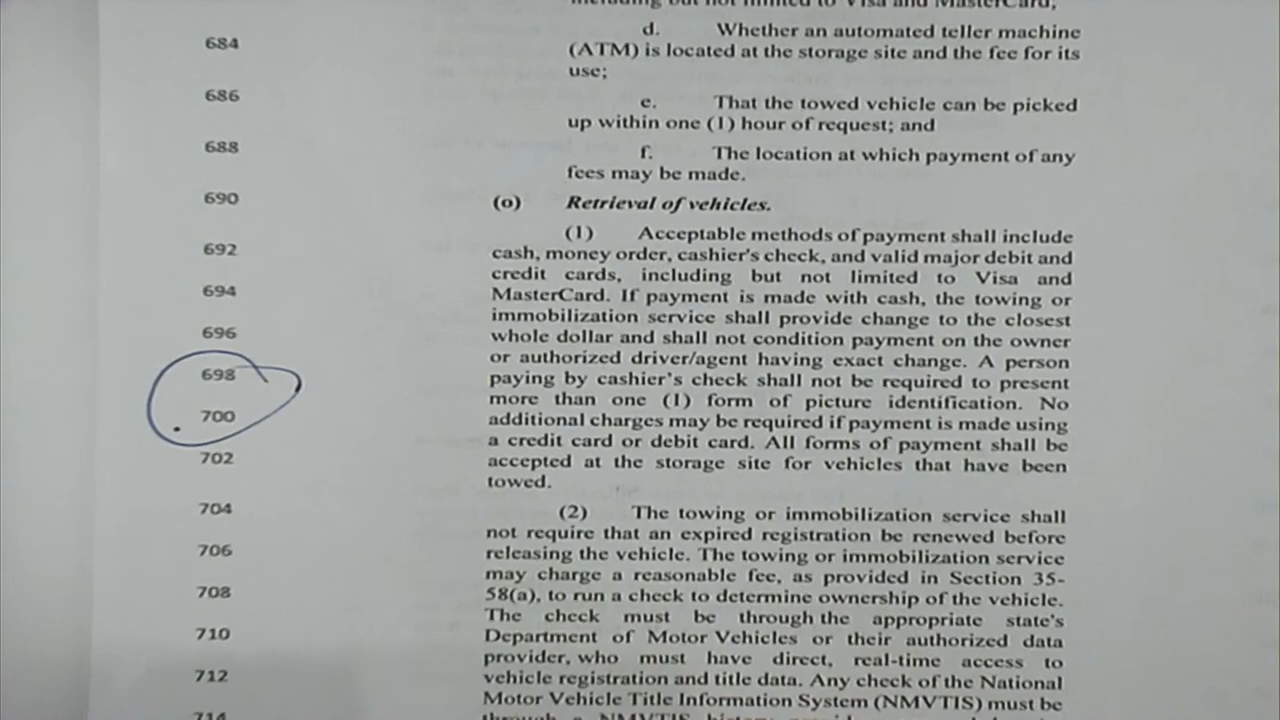 including but not limited to Visa and MasterCard;
684 d. Whether an automated teller machine
(ATM) is located at the storage site and the fee for its
use;
686 e. That the towed vehicle can be picked
up within one (1) hour of request; and
688 f. The location at which payment of any
fees may be made.
690 (o) Retrieval of vehicles.
(1) Acceptable methods of payment shall include
692 cash, money order, cashier's check, and valid major debit and
credit cards, including but not limited to Visa and
694 MasterCard. If payment is made with cash, the towing or
immobilization service shall provide change to the closest
696 whole dollar and shall not condition payment on the owner
or authorized driver/agent having exact change. A person
698 paying by cashier's check shall not be required to present
more than one (1) form of picture identification. No
700 additional charges may be required if payment is made using
a credit card or debit card. All forms of payment shall be
702 accepted at the storage site for vehicles that have been
towed.
704 (2) The towing or immobilization service shall
not require that an expired registration be renewed before
706 releasing the vehicle. The towing or immobilization service
may charge a reasonable fee, as provided in Section 35-
708 58(a), to run a check to determine ownership of the vehicle.
The check must be through the appropriate state's
710 Department of Motor Vehicles or their authorized data
provider, who must have direct, real-time access to
712 vehicle registration and title data. Any check of the National
Motor Vehicle Title Information System (NMVTIS) must be
714 through a NMVTIS history